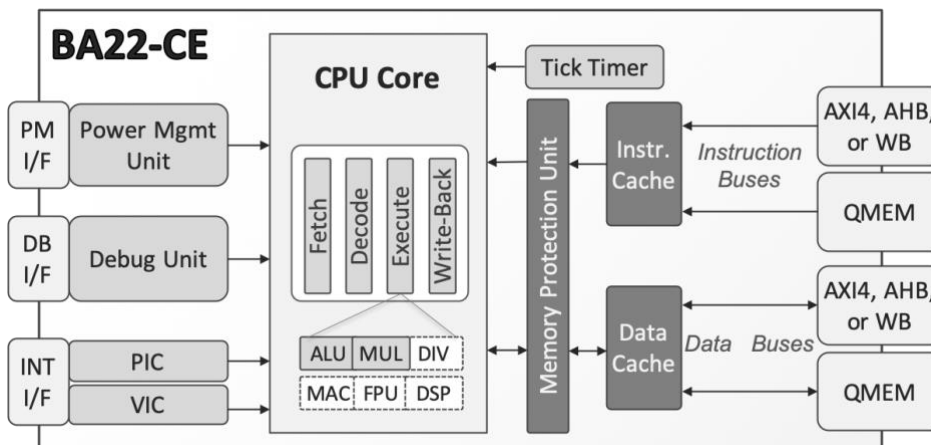 BA22-CE
CPU Core
Tick Timer
PM
I/F
Power Mgmt
Unit
DB
I/F
Debug Unit
INT
I/F
PIC
VIC
Fetch
Decode
Execute
Write-Back
ALU
MUL
DIV
MAC
FPU
DSP
Memory Protection Unit
Instr.
Cache
Instruction
Buses
AXI4, AHB,
or WB
QMEM
Data
Cache
Data Buses
AXI4, AHB,
or WB
QMEM